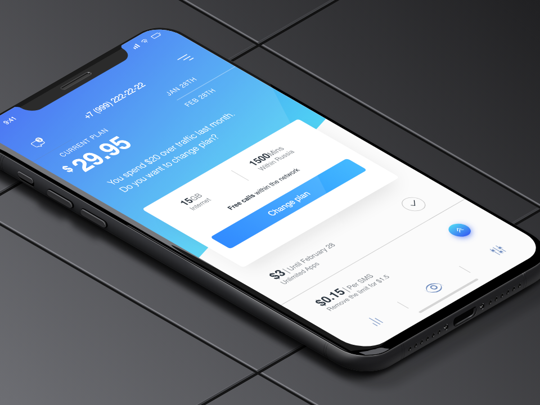 9:41
+7 (999) 222-22-22
JAN 28TH
FEB 28TH
CURRENT PLAN
$29.95
You spend $20 over traffic last month.
Do you want to change plan?
15GB
Internet
1500Mins
Within Russia
Free calls within the network
Change plan
$3 | Until February 28
Unlimited Apps
$0.15 | Per SMS
Remove the limit for $1.5